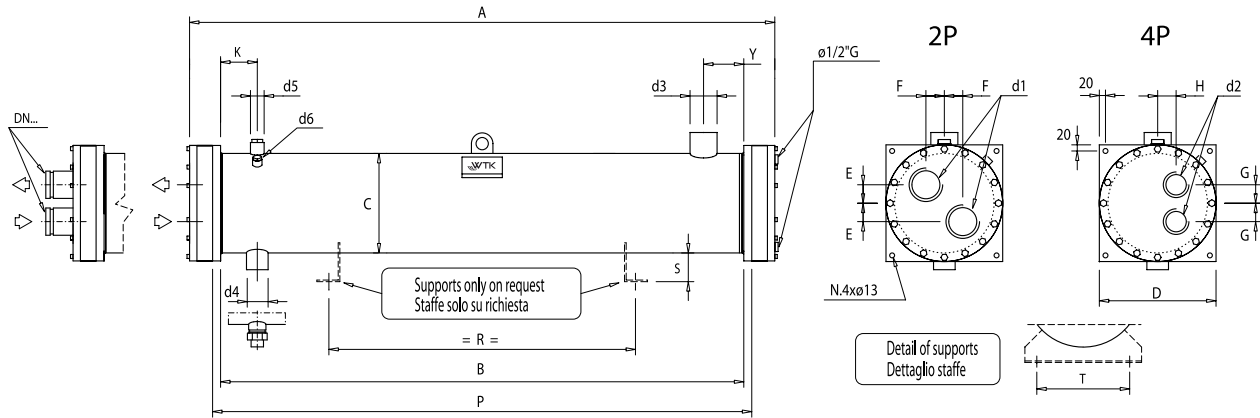 A
K
d5
d6
DN...
C
d4
WTK
d3
Y
ø1/2"G
S
Supports only on request
Staffe solo su richiesta
= R =
B
P
2P
F
F
d1
E
E
N.4xø13
4P
20
20
H
d2
G
G
D
Detail of supports
Dettaglio staffe
T